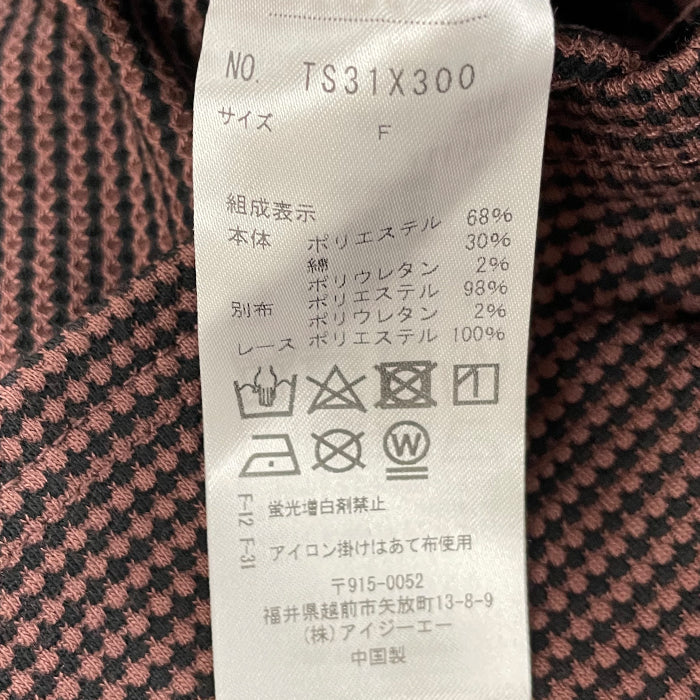 NO. TS31X300
サイズ F
組成表示
本体 ポリエステル 68%
綿 30%
ポリウレタン 2%
別布 ポリエステル 98%
ポリウレタン 2%
レース ポリエステル 100%
W
F-12 F-31
蛍光増白剤禁止
アイロン掛けはあて布使用
〒915-0052
福井県越前市矢放町13-8-9
(株)アイジーエー
中国製